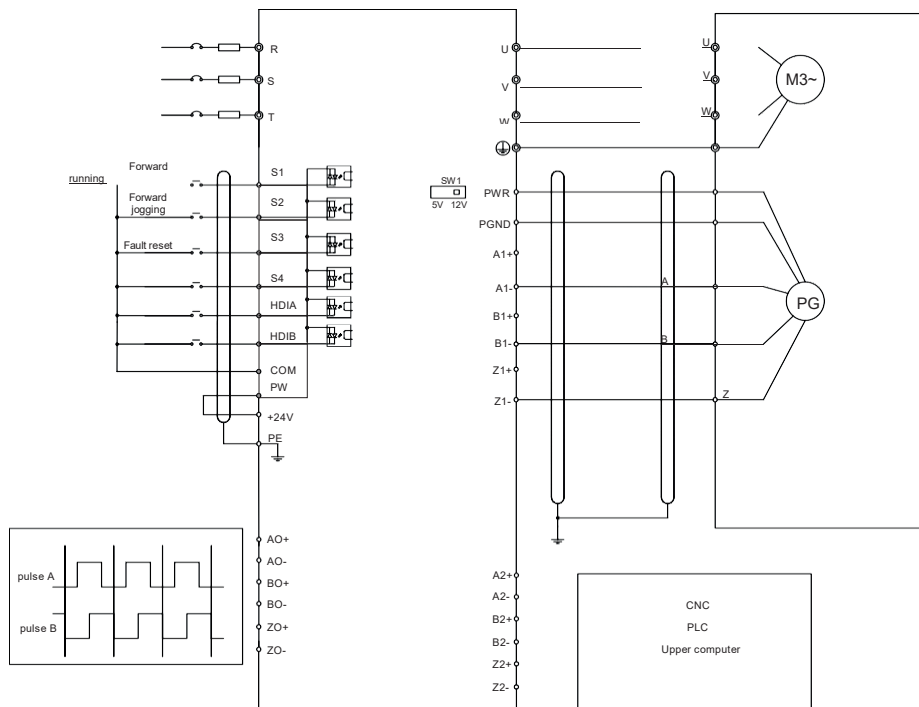 R
S
T
U
V
W
U
V
W
M3~
Forward
running
Forward
jogging
Fault reset
S1
S2
S3
S4
HDIA
HDIB
COM
PW
+24V
PE
SW1
5V 12V
PWR
PGND
A1+
A1-
B1+
B1-
Z1+
Z1-
A
B
Z
PG
pulse A
pulse B
AO+
AO-
BO+
BO-
ZO+
ZO-
A2+
A2-
B2+
B2-
Z2+
Z2-
CNC
PLC
Upper computer